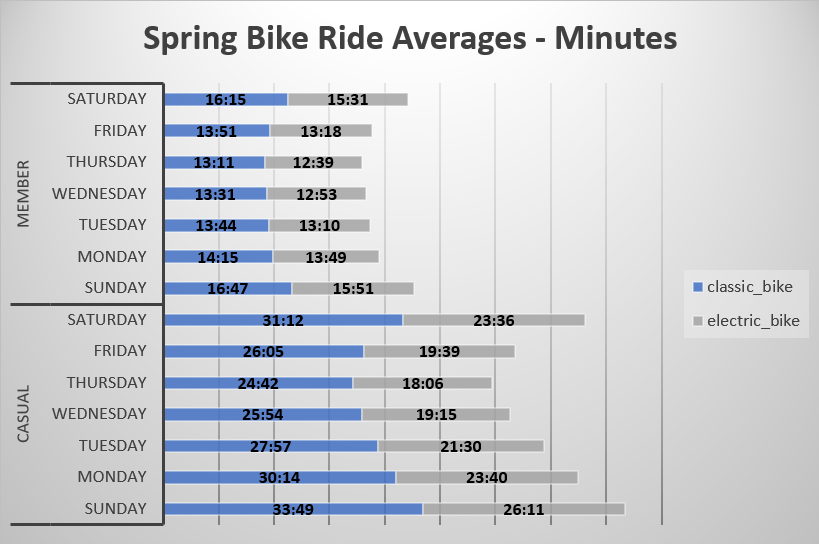 Spring Bike Ride Averages - Minutes
MEMBER
SATURDAY 16:15 15:31
FRIDAY 13:51 13:18
THURSDAY 13:11 12:39
WEDNESDAY 13:31 12:53
TUESDAY 13:44 13:10
MONDAY 14:15 13:49
SUNDAY 16:47 15:51
CASUAL
SATURDAY 31:12 23:36
FRIDAY 26:05 19:39
THURSDAY 24:42 18:06
WEDNESDAY 25:54 19:15
TUESDAY 27:57 21:30
MONDAY 30:14 23:40
SUNDAY 33:49 26:11
classic_bike
electric_bike